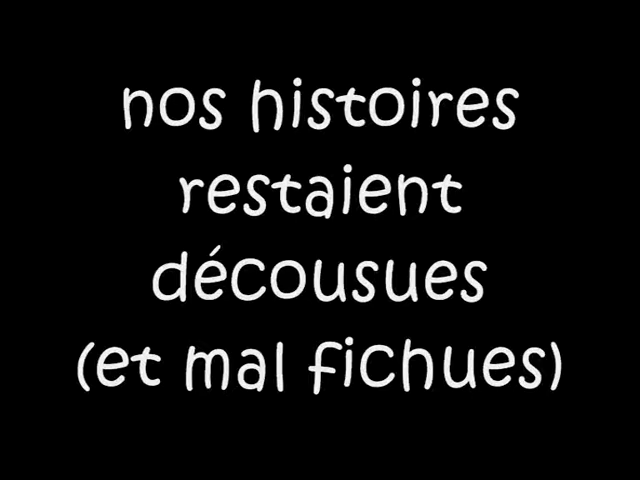 nos histoires
restaient
décousues
(et mal fichues)